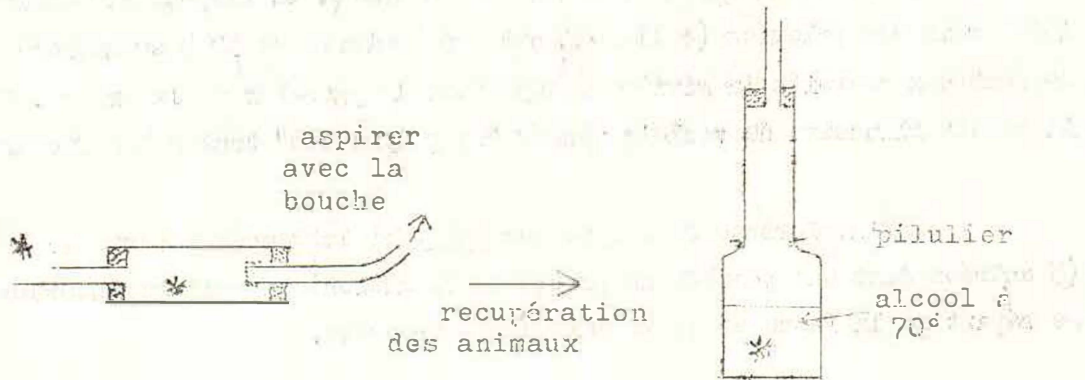 aspirer
avec la
bouche
recupération
des animaux
pilulier
alcool a
70°